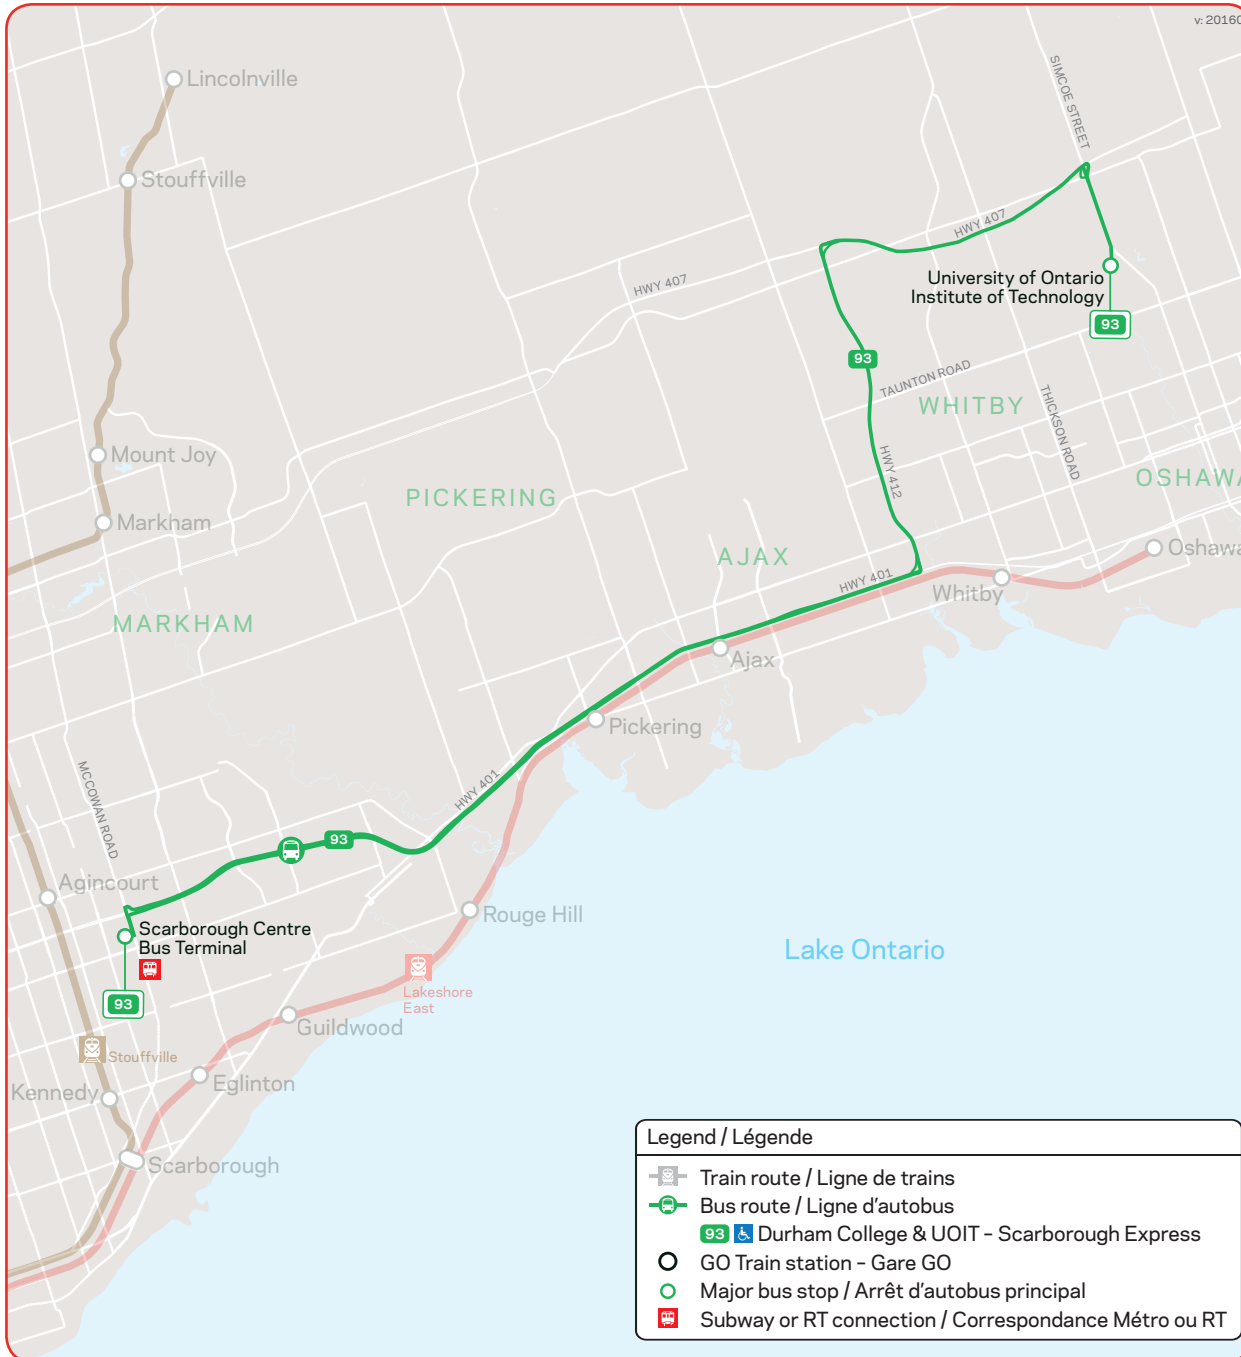 v: 20160
Lincolnville
SIMCOE STREET
Stouffville
HWY 407
University of Ontario
Institute of Technology
HWY 407
93
93
TAUNTON ROAD
WHITBY
THICKSON ROAD
Mount Joy
HWY 412
OSHAWA
PICKERING
Markham
AJAX
Oshawa
HWY 401
Whitby
MARKHAM
Ajax
Pickering
MCCOWAN ROAD
HWY 401
93
Agincourt
Rouge Hill
Scarborough Centre
Bus Terminal
Lake Ontario
93
Lakeshore
East
Guildwood
Stouffville
Kennedy
Eglinton
Scarborough
Legend / Légende
Train route / Ligne de trains
Bus route / Ligne d'autobus
93 Durham College & UOIT – Scarborough Express
GO Train station – Gare GO
Major bus stop / Arrêt d'autobus principal
Subway or RT connection / Correspondance Métro ou RT